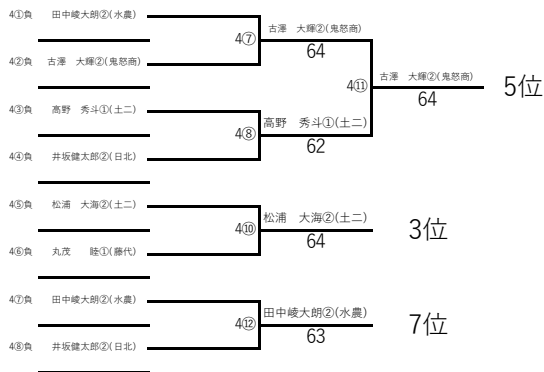 4①負 田中崚大朗②(水農)
4⑦ 古澤 大輝②(鬼怒商)
64
4②負 古澤 大輝②(鬼怒商)
4⑪ 古澤 大輝②(鬼怒商)
64
5位
4③負 高野 秀斗①(土二)
4⑧ 高野 秀斗①(土二)
62
4④負 井坂健太郎②(日北)
4⑤負 松浦 大海②(土二)
4⑩ 松浦 大海②(土二)
64
3位
4⑥負 丸茂 睦①(藤代)
4⑦負 田中崚大朗②(水農)
4⑫ 田中崚大朗②(水農)
63
7位
4⑧負 井坂健太郎②(日北)